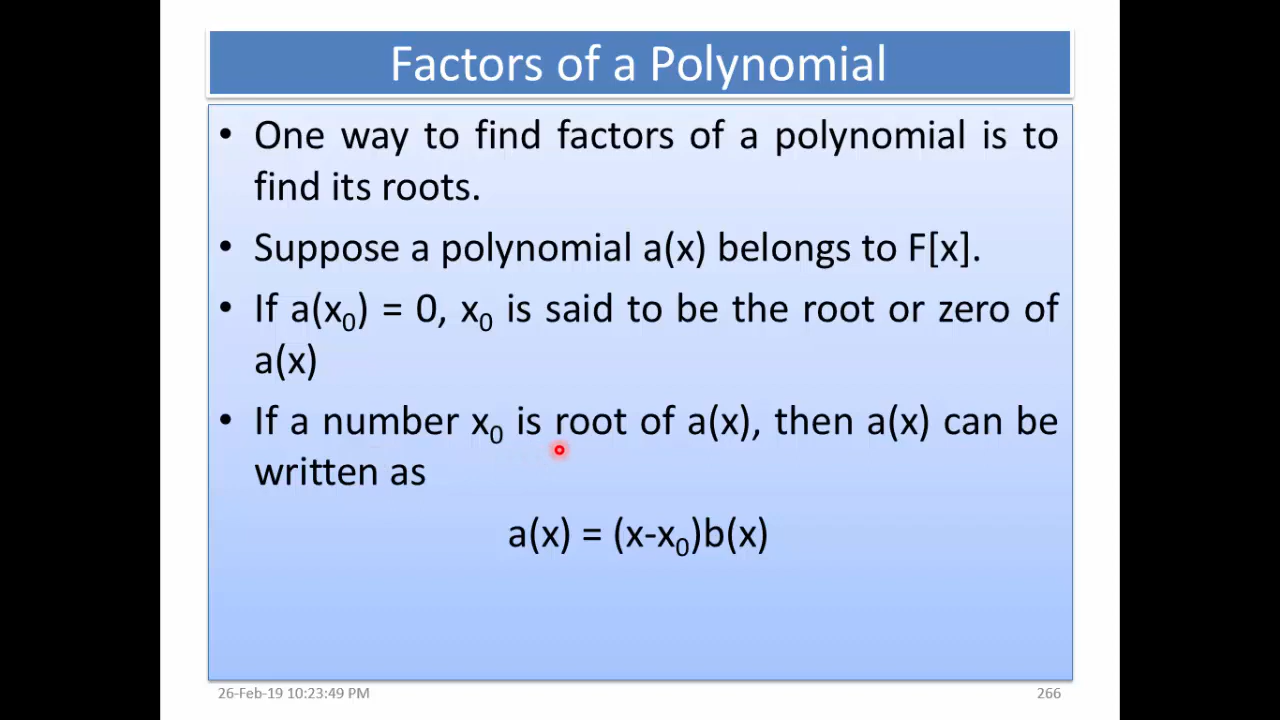 Factors of a Polynomial
• One way to find factors of a polynomial is to
find its roots.
• Suppose a polynomial a(x) belongs to F[x].
• If a(x₀) = 0, x₀ is said to be the root or zero of
a(x)
• If a number x₀ is root of a(x), then a(x) can be
written as
a(x) = (x-x₀)b(x)
26-Feb-19 10:23:49 PM
266